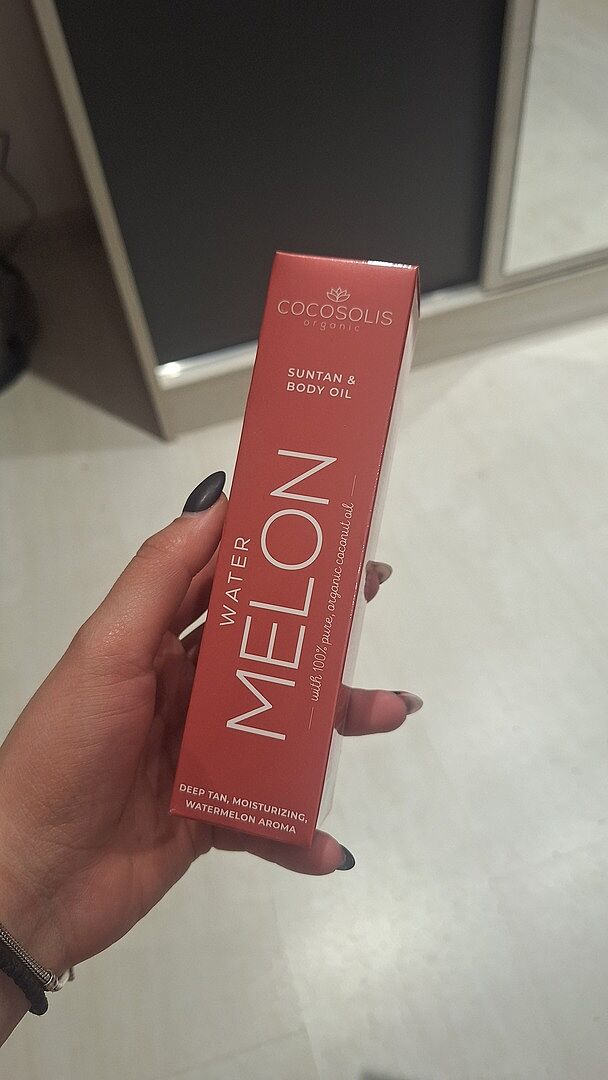 COCOSOLIS
organic
SUNTAN &
BODY OIL
WATER
MELON
with 100% pure, organic coconut oil
DEEP TAN, MOISTURIZING,
WATERMELON AROMA